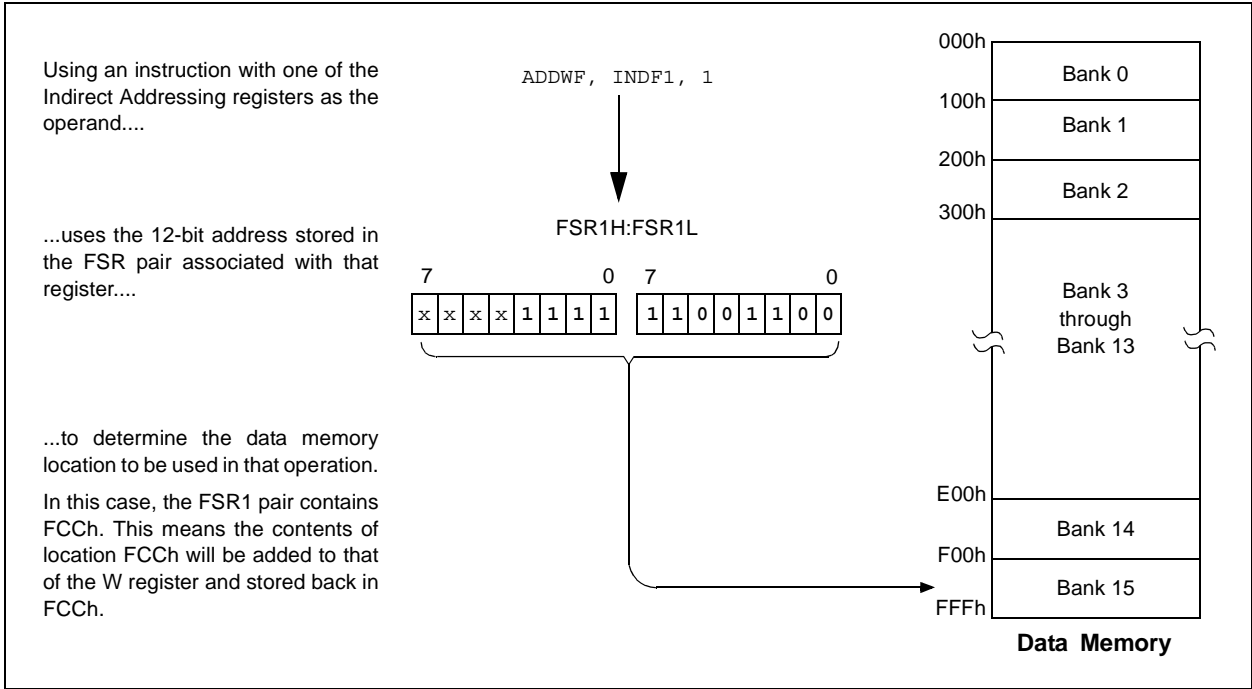 Using an instruction with one of the
Indirect Addressing registers as the
operand....
ADDWF, INDF1, 1
...uses the 12-bit address stored in
the FSR pair associated with that
register....
FSR1H:FSR1L
7 0 7 0
x x x x 1 1 1 1 1 1 0 0 1 1 0 0
...to determine the data memory
location to be used in that operation.
In this case, the FSR1 pair contains
FCCh. This means the contents of
location FCCh will be added to that
of the W register and stored back in
FCCh.
000h
Bank 0
100h
Bank 1
200h
Bank 2
300h
Bank 3
through
Bank 13
E00h
Bank 14
F00h
Bank 15
FFFh
Data Memory